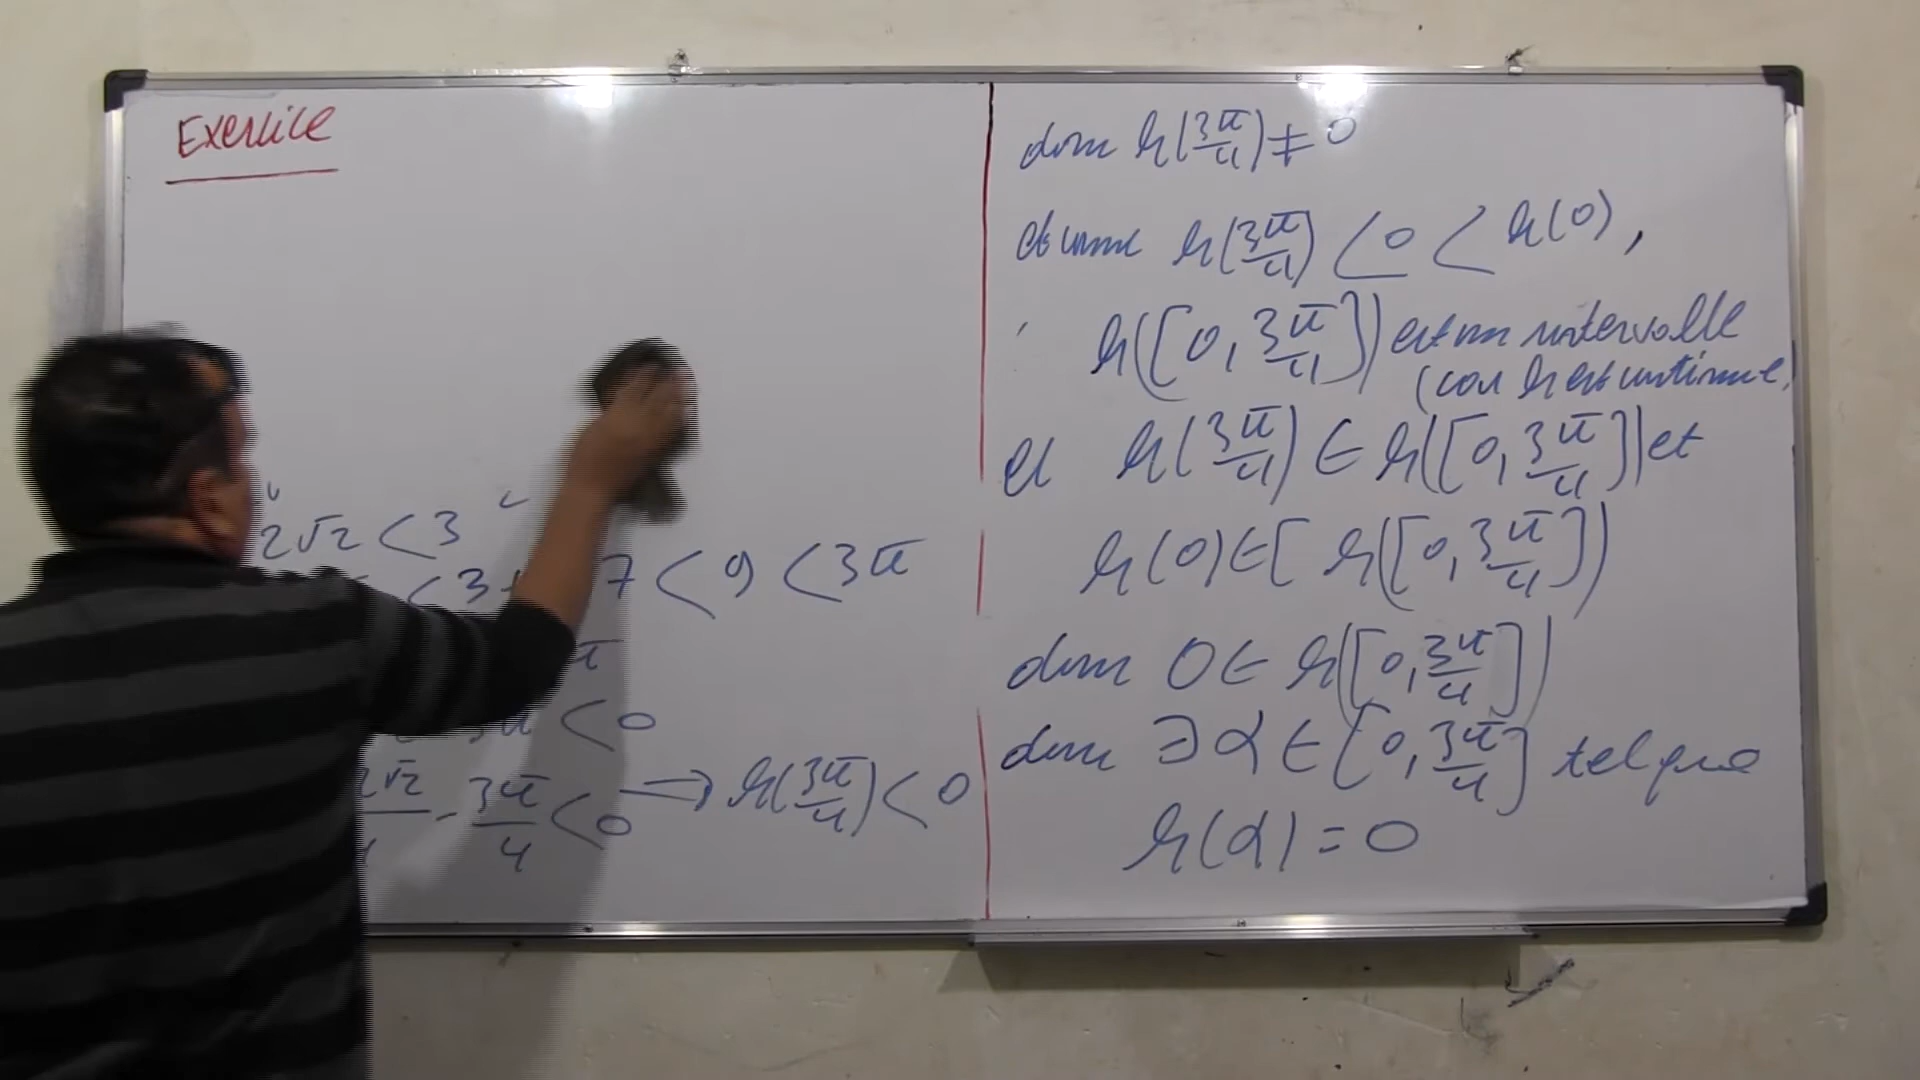 Exercice
2√2 < 3
< 3+ 7 < 9 < 3π
π
< 0
2√2 - 3π/4 < 0 ⟹ h(3π/4) < 0
donc h(3π/4) ≠ 0
et comme h(3π/4) < 0 < h(0),
h([0, 3π/4]) est un intervalle
(car h est continue)
et h(3π/4) ∈ h([0, 3π/4]) et
h(0) ∈ [ h([0, 3π/4])
donc 0 ∈ h([0, 3π/4])
donc ∃ α ∈ [0, 3π/4] tel que
h(α) = 0